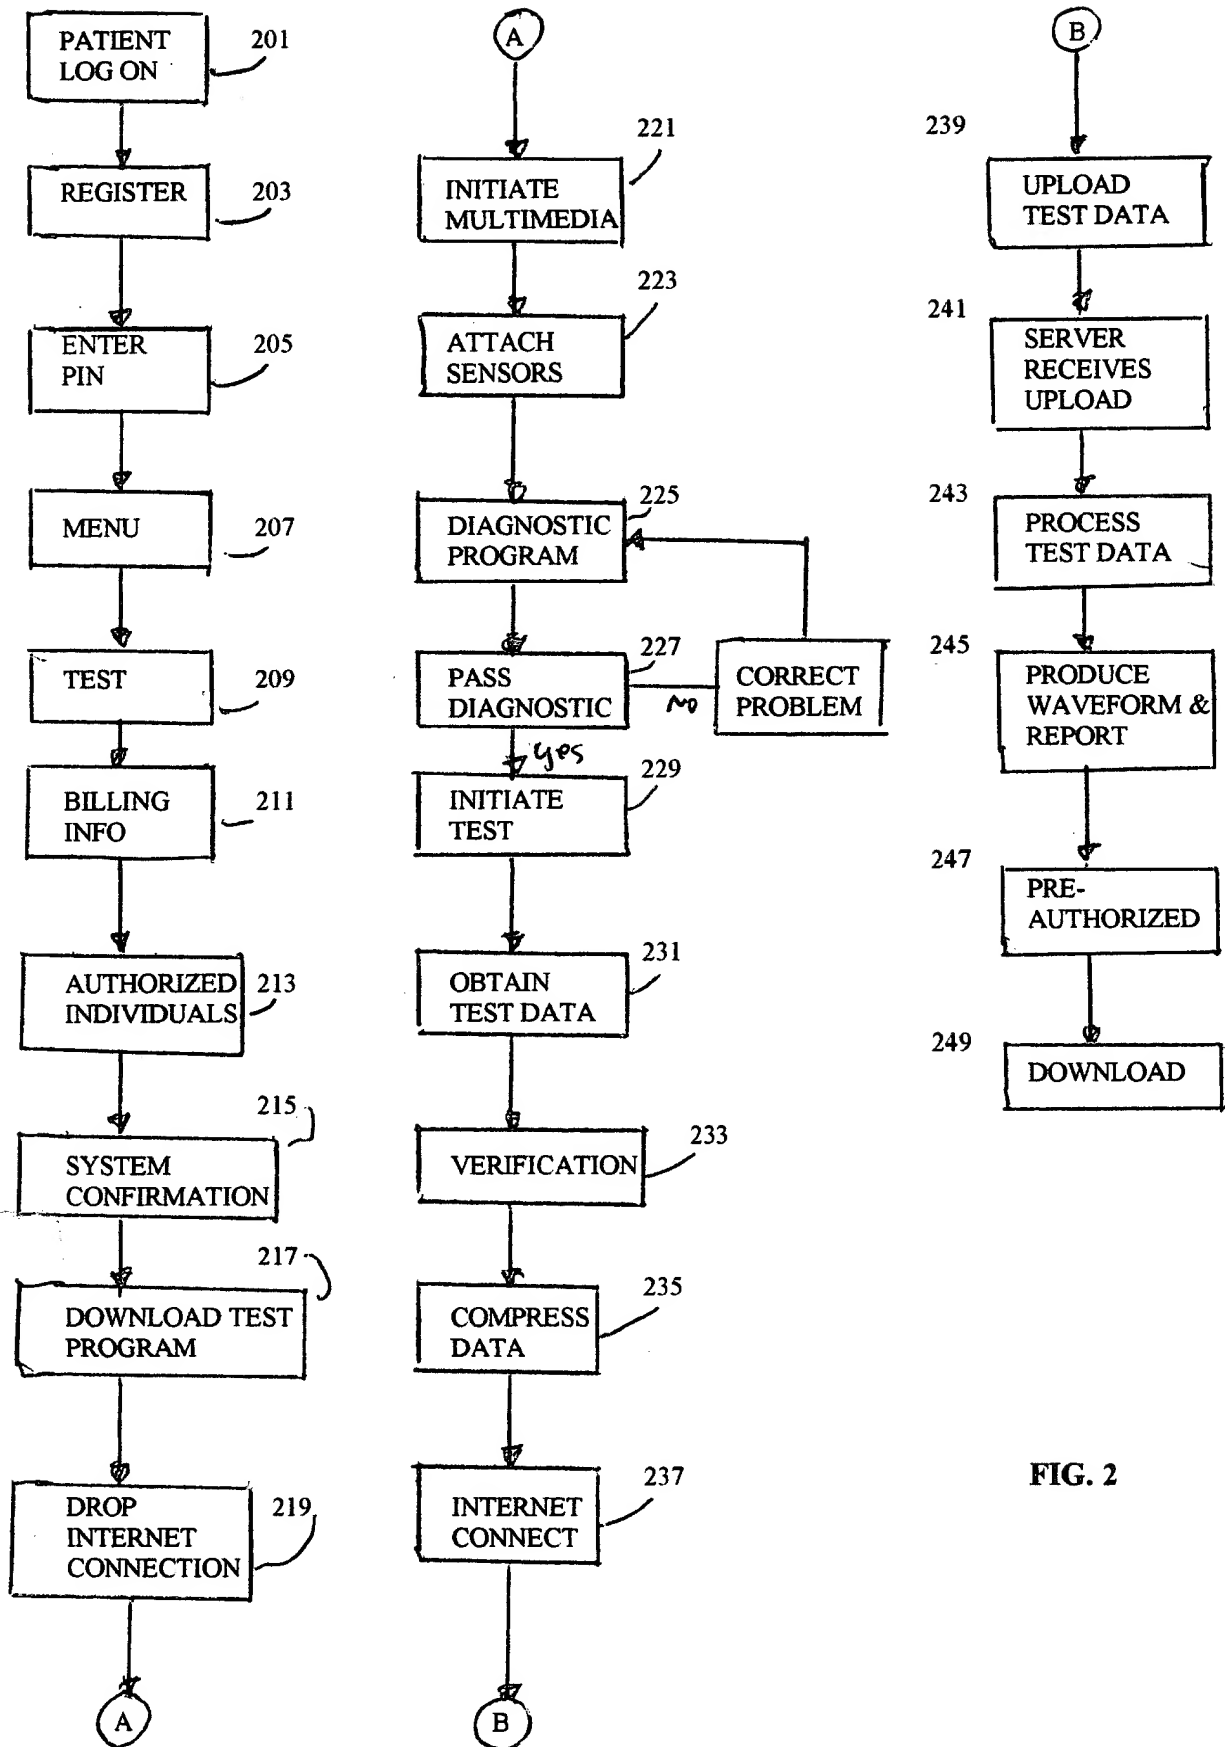 PATIENT
LOG ON
201
REGISTER
203
ENTER
PIN
205
MENU
207
TEST
209
BILLING
INFO
211
AUTHORIZED
INDIVIDUALS
213
215
SYSTEM
CONFIRMATION
217
DOWNLOAD TEST
PROGRAM
DROP
INTERNET
CONNECTION
219
A
A
221
INITIATE
MULTIMEDIA
223
ATTACH
SENSORS
225
DIAGNOSTIC
PROGRAM
227
PASS
DIAGNOSTIC
NO
CORRECT
PROBLEM
yes
229
INITIATE
TEST
231
OBTAIN
TEST DATA
233
VERIFICATION
235
COMPRESS
DATA
237
INTERNET
CONNECT
B
B
239
UPLOAD
TEST DATA
241
SERVER
RECEIVES
UPLOAD
243
PROCESS
TEST DATA
245
PRODUCE
WAVEFORM &
REPORT
247
PRE-
AUTHORIZED
249
DOWNLOAD
FIG. 2